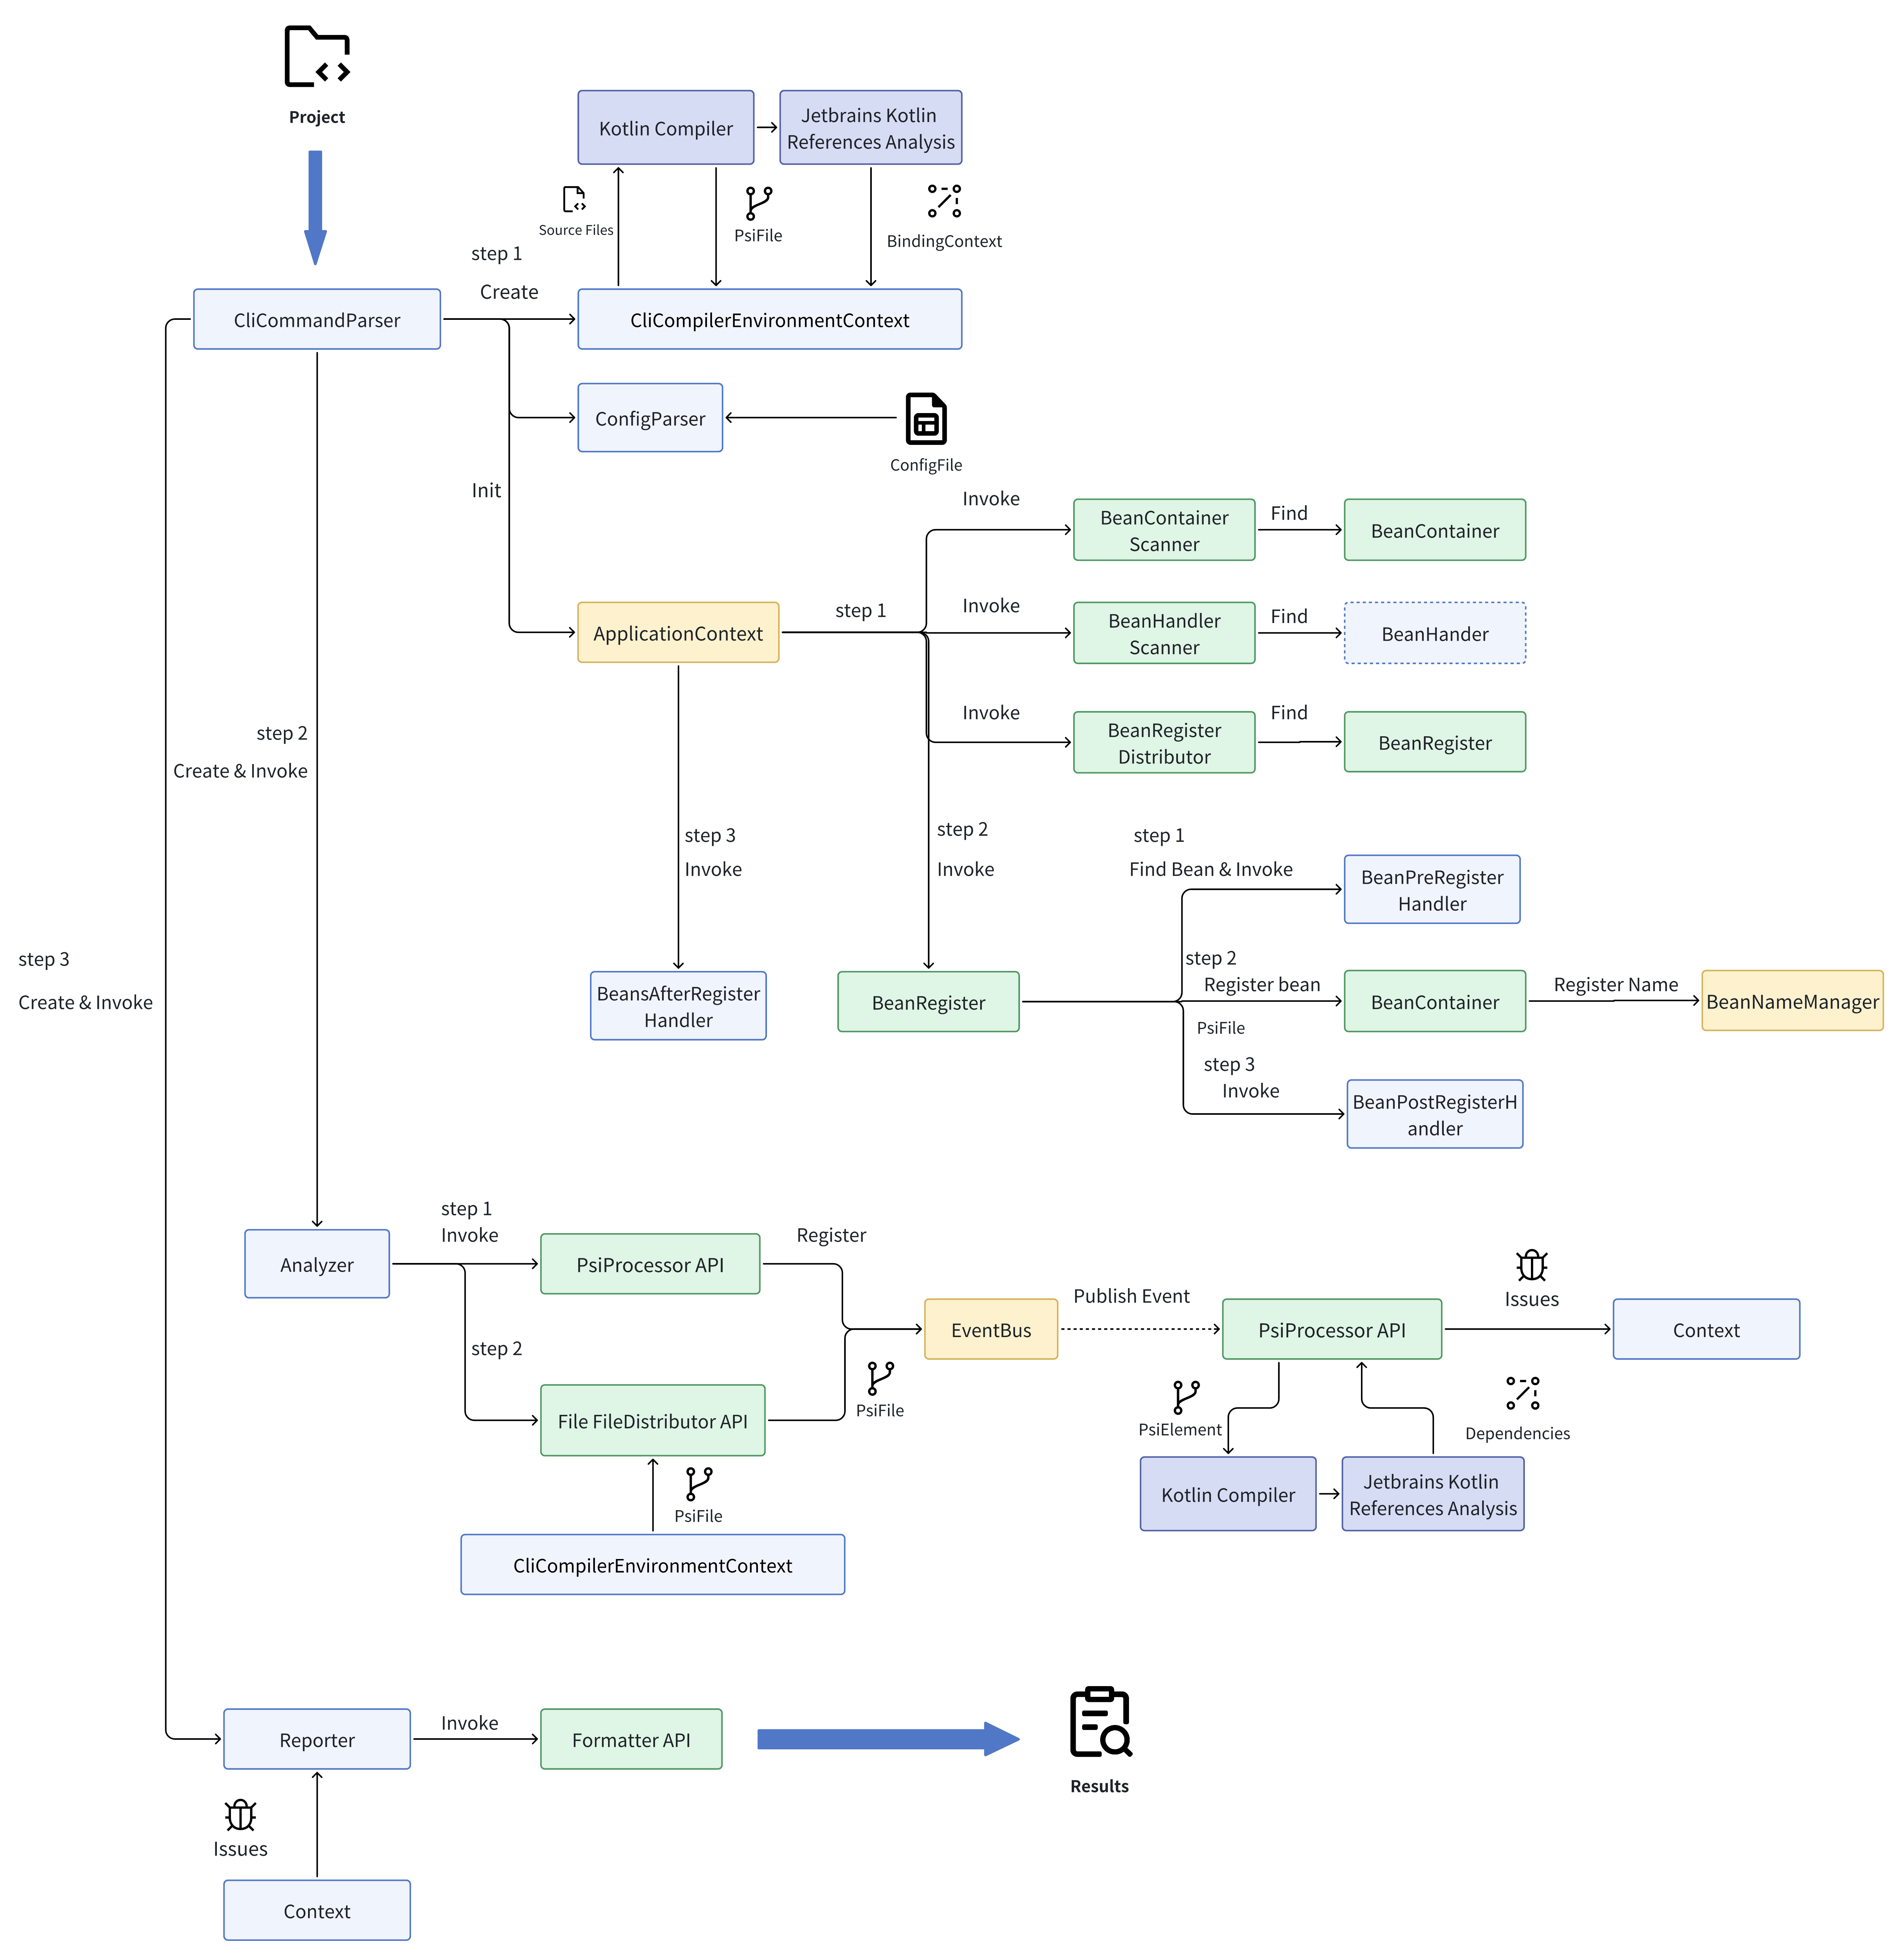 Project
Kotlin Compiler
Jetbrains Kotlin
References Analysis
Source Files
PsiFile
BindingContext
step 1
Create
CliCommandParser
CliCompilerEnvironmentContext
ConfigParser
ConfigFile
Init
Invoke
BeanContainer
Scanner
Find
BeanContainer
ApplicationContext
step 1
Invoke
BeanHandler
Scanner
Find
BeanHander
Invoke
BeanRegister
Distributor
Find
BeanRegister
step 2
Create & Invoke
step 3
Invoke
step 2
Invoke
step 1
Find Bean & Invoke
BeanPreRegister
Handler
step 3
Create & Invoke
BeansAfterRegister
Handler
BeanRegister
step 2
Register bean
PsiFile
BeanContainer
Register Name
BeanNameManager
step 3
Invoke
BeanPostRegisterH
andler
Analyzer
step 1
Invoke
PsiProcessor API
Register
step 2
File FileDistributor API
PsiFile
EventBus
Publish Event
PsiProcessor API
Issues
Context
PsiElement
Dependencies
Kotlin Compiler
Jetbrains Kotlin
References Analysis
PsiFile
CliCompilerEnvironmentContext
Reporter
Invoke
Formatter API
Results
Issues
Context